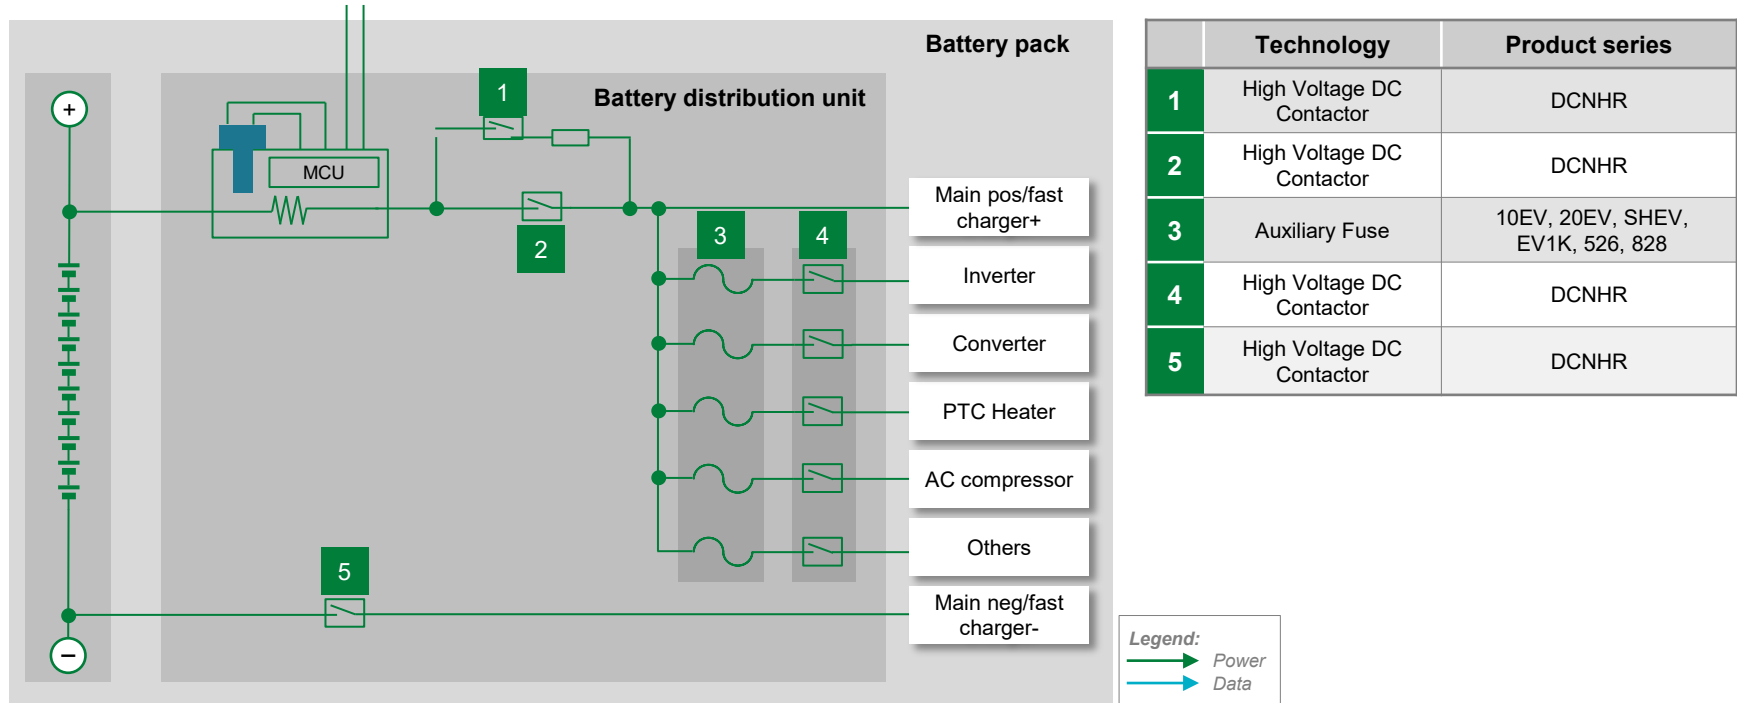 Battery pack
Battery distribution unit
+
1
MCU
2
3
4
5
−
Main pos/fast
charger+
Inverter
Converter
PTC Heater
AC compressor
Others
Main neg/fast
charger-
Technology Product series
1 High Voltage DC
Contactor DCNHR
2 High Voltage DC
Contactor DCNHR
3 Auxiliary Fuse 10EV, 20EV, SHEV,
EV1K, 526, 828
4 High Voltage DC
Contactor DCNHR
5 High Voltage DC
Contactor DCNHR
Legend:
Power
Data